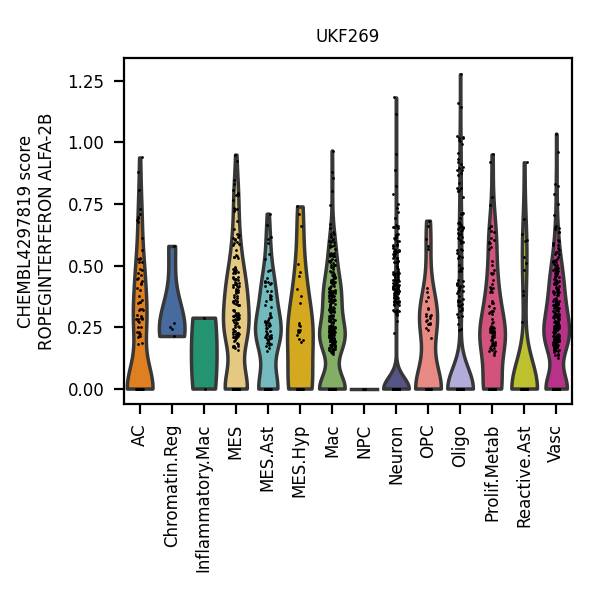 UKF269
CHEMBL4297819 score
ROPEGINTERFERON ALFA-2B
1.25
1.00
0.75
0.50
0.25
0.00
AC
Chromatin.Reg
Inflammatory.Mac
MES
MES.Ast
MES.Hyp
Mac
NPC
Neuron
OPC
Oligo
Prolif.Metab
Reactive.Ast
Vasc